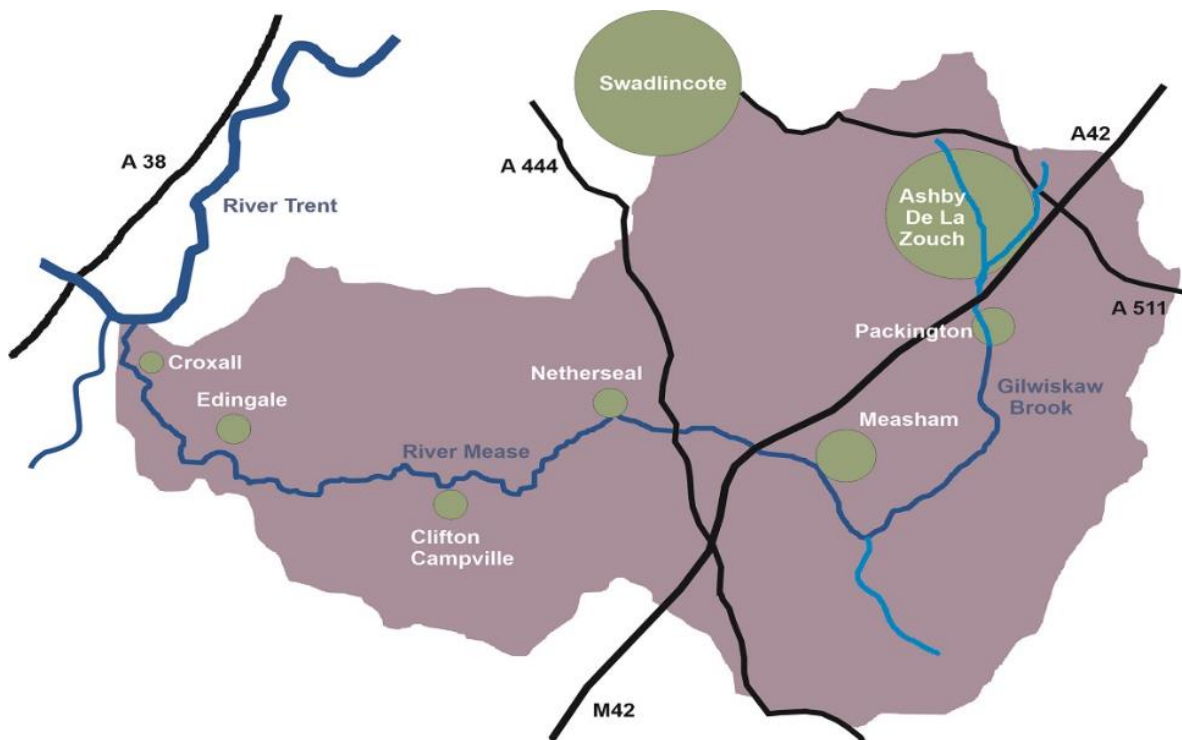 Swadlincote
A42
A 38
A 444
River Trent
Ashby
De La
Zouch
A 511
Packington
Croxall
Netherseal
Gilwiskaw
Brook
Edingale
Measham
River Mease
Clifton
Campville
M42